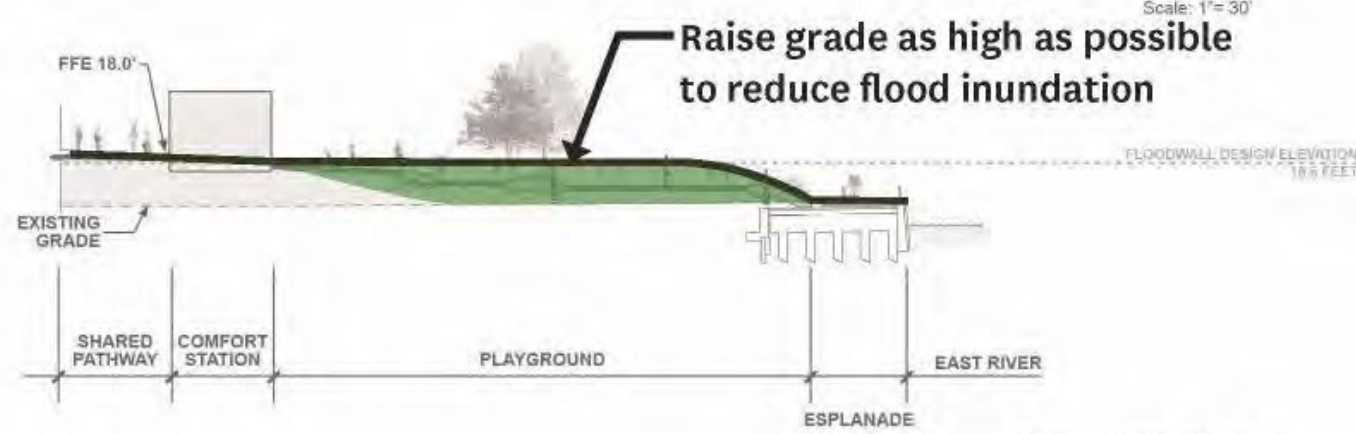 Scale: 1"= 30'
Raise grade as high as possible
to reduce flood inundation
FFE 18.0'
FLOODWALL DESIGN ELEVATION
FEET
EXISTING
GRADE
SHARED
PATHWAY
COMFORT
STATION
PLAYGROUND
EAST RIVER
ESPLANADE